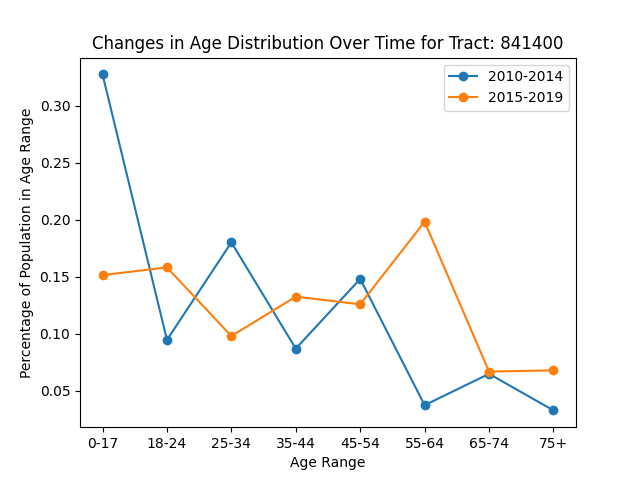 Changes in Age Distribution Over Time for Tract: 841400
2010-2014
2015-2019
Percentage of Population in Age Range
0.30
0.25
0.20
0.15
0.10
0.05
0-17 18-24 25-34 35-44 45-54 55-64 65-74 75+
Age Range